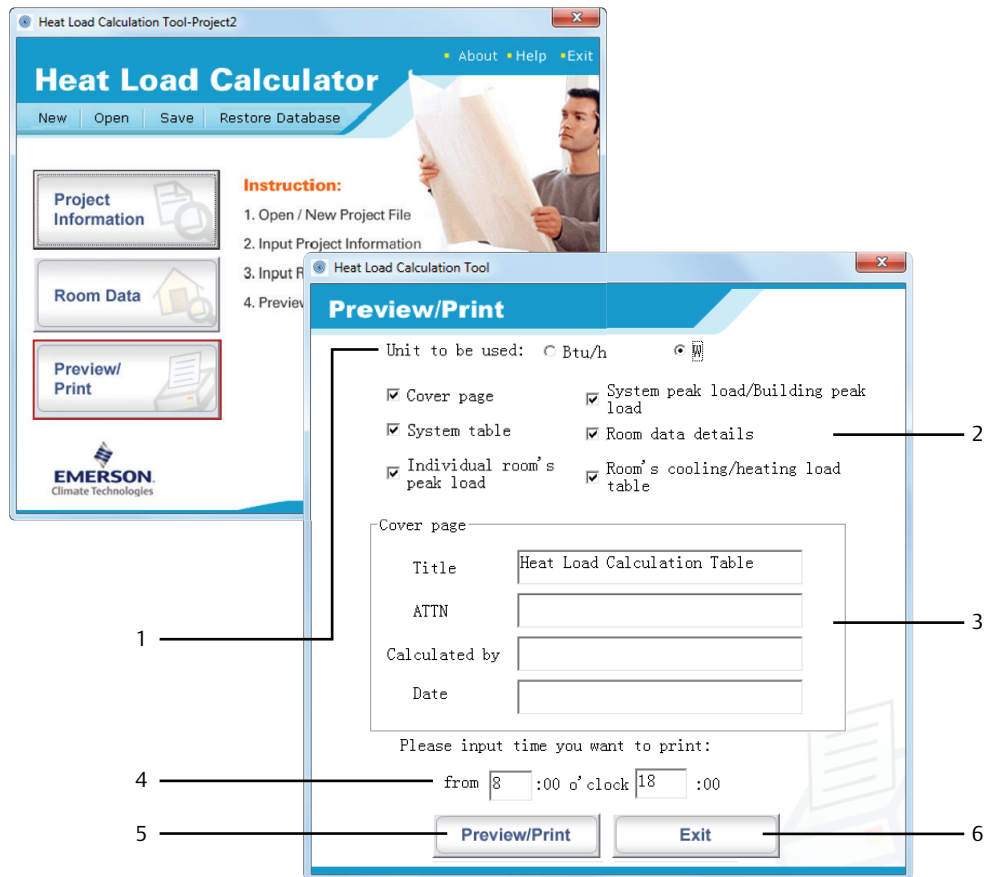 Heat Load Calculation Tool-Project2
About Help Exit
Heat Load Calculator
New Open Save Restore Database
Project
Information
Room Data
Preview/
Print
EMERSON.
Climate Technologies
Instruction:
1. Open / New Project File
2. Input Project Information
3. Input R
4. Preview
Heat Load Calculation Tool
Preview/Print
Unit to be used: Btu/h W
Cover page
System peak load/Building peak
load
System table
Room data details
Individual room's
peak load
Room's cooling/heating load
table
Cover page
Title Heat Load Calculation Table
ATTN
Calculated by
Date
Please input time you want to print:
from 8 :00 o'clock 18 :00
Preview/Print Exit
1
2
3
4
5
6